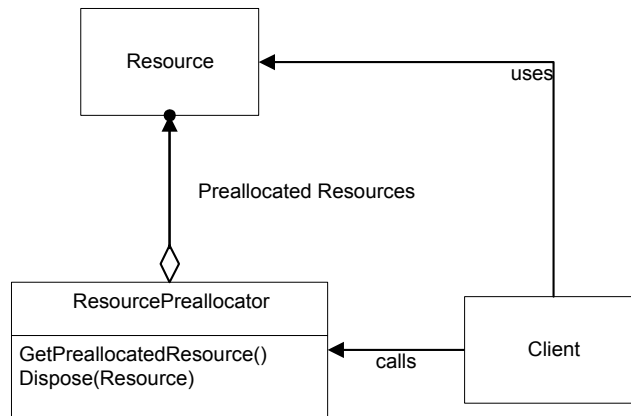 Resource
uses
Preallocated Resources
ResourcePreallocator
GetPreallocatedResource()
Dispose(Resource)
calls
Client